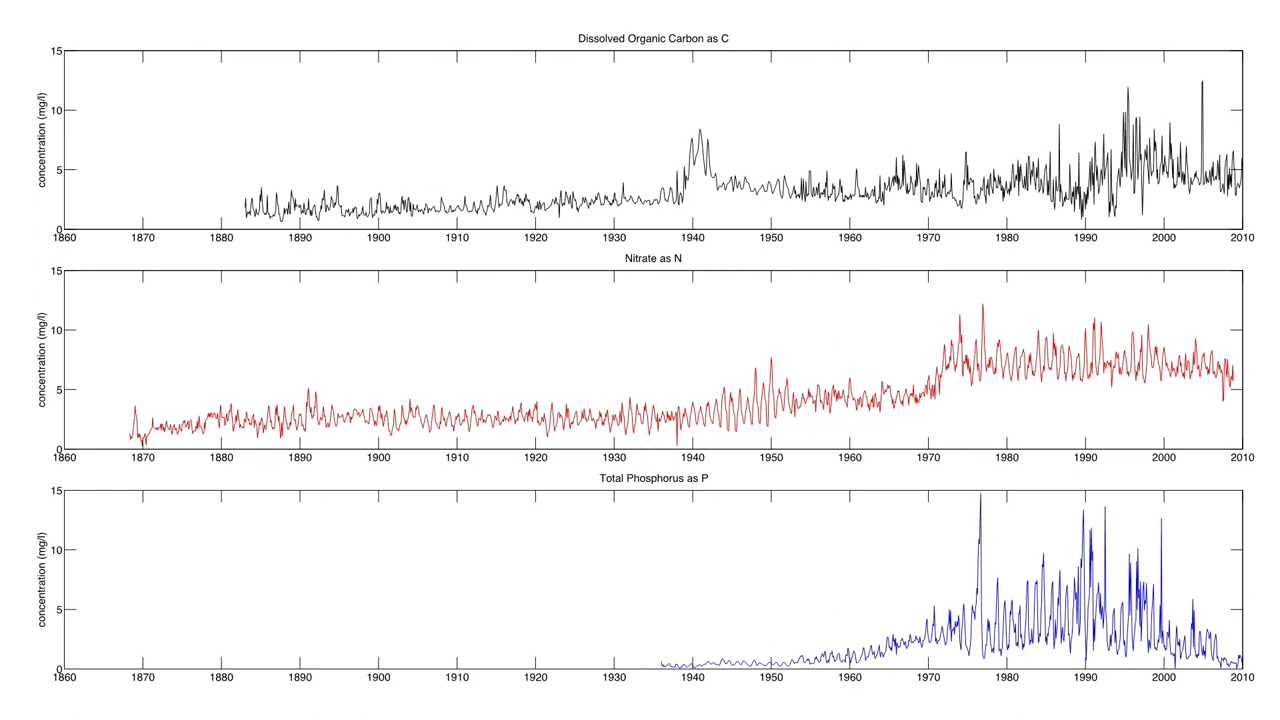 Dissolved Organic Carbon as C
concentration (mg/l)
15
10
5
0
1860 1870 1880 1890 1900 1910 1920 1930 1940 1950 1960 1970 1980 1990 2000 2010
Nitrate as N
concentration (mg/l)
15
10
5
0
1860 1870 1880 1890 1900 1910 1920 1930 1940 1950 1960 1970 1980 1990 2000 2010
Total Phosphorus as P
concentration (mg/l)
15
10
5
0
1860 1870 1880 1890 1900 1910 1920 1930 1940 1950 1960 1970 1980 1990 2000 2010